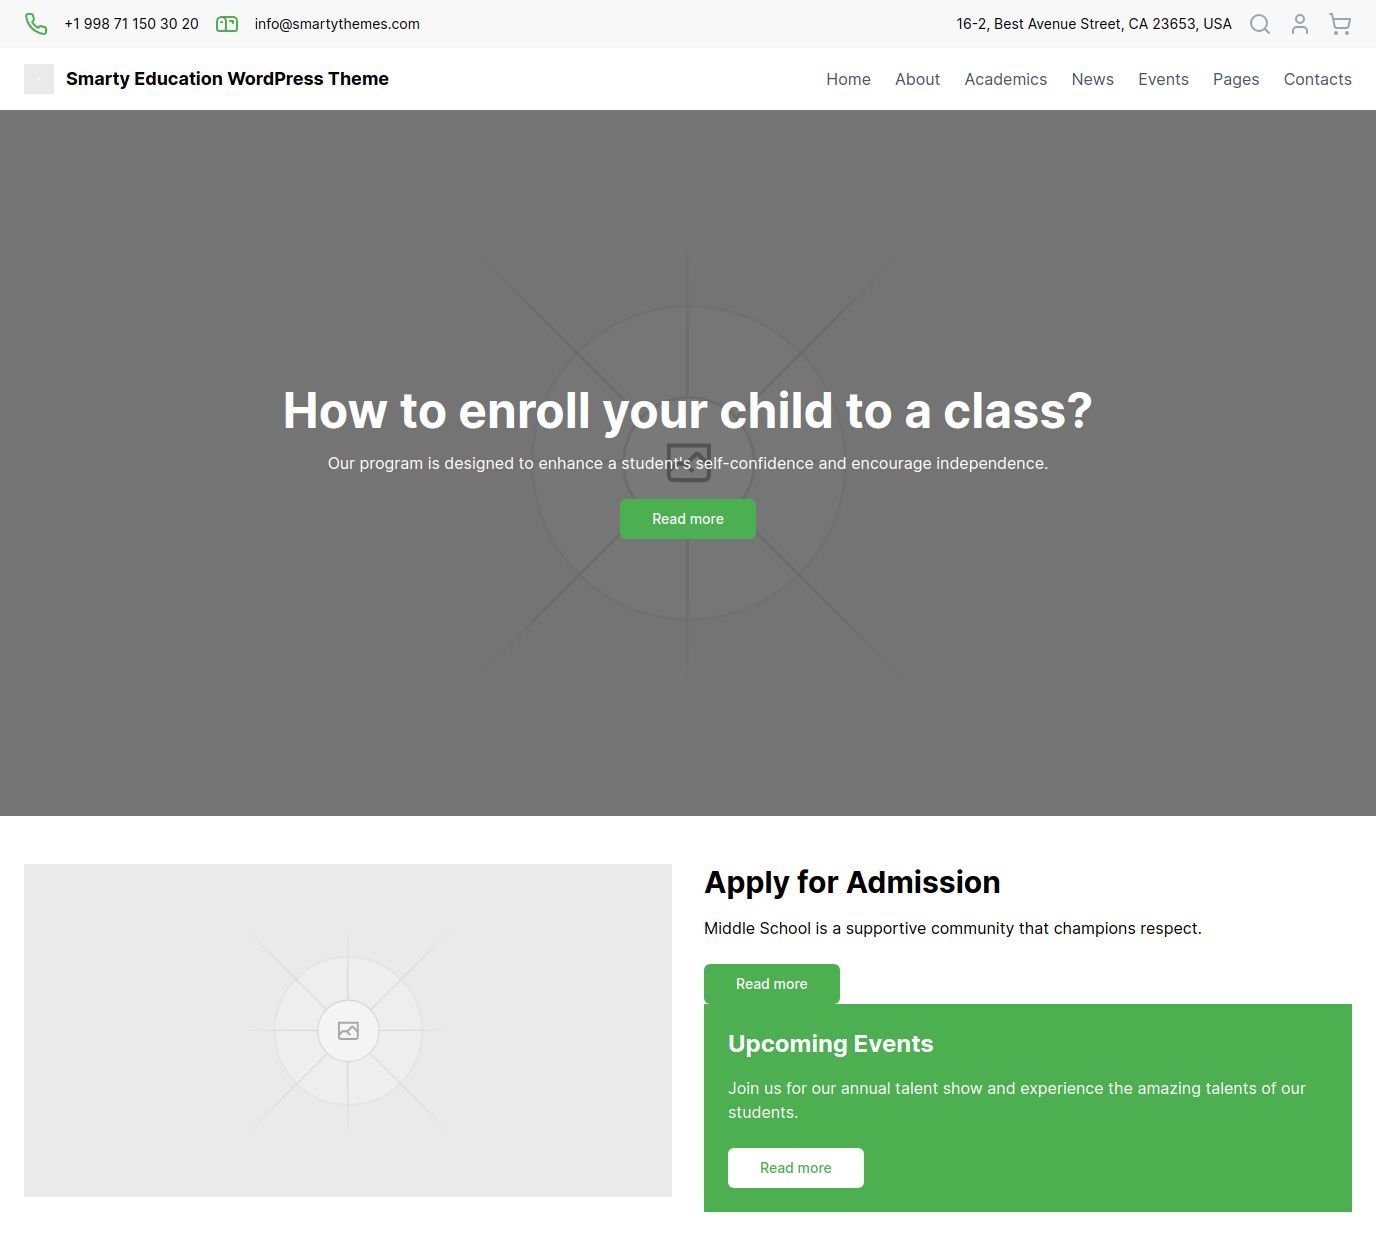 +1 998 71 150 30 20
info@smartythemes.com
16-2, Best Avenue Street, CA 23653, USA
Smarty Education WordPress Theme
Home
About
Academics
News
Events
Pages
Contacts
How to enroll your child to a class?
Our program is designed to enhance a student's self-confidence and encourage independence.
Read more
Apply for Admission
Middle School is a supportive community that champions respect.
Read more
Upcoming Events
Join us for our annual talent show and experience the amazing talents of our
students.
Read more